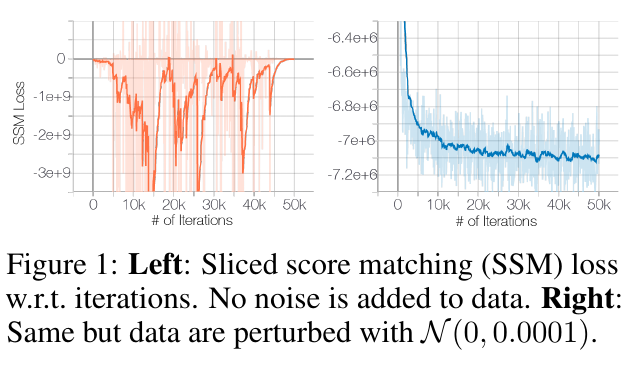 0
-1e+9
-2e+9
-3e+9
SSM Loss
0 10k 20k 30k 40k 50k
# of Iterations
-6.4e+6
-6.6e+6
-6.8e+6
-7e+6
-7.2e+6
0 10k 20k 30k 40k 50k
# of Iterations
Figure 1: Left: Sliced score matching (SSM) loss
w.r.t. iterations. No noise is added to data. Right:
Same but data are perturbed with 𝒩(0, 0.0001).